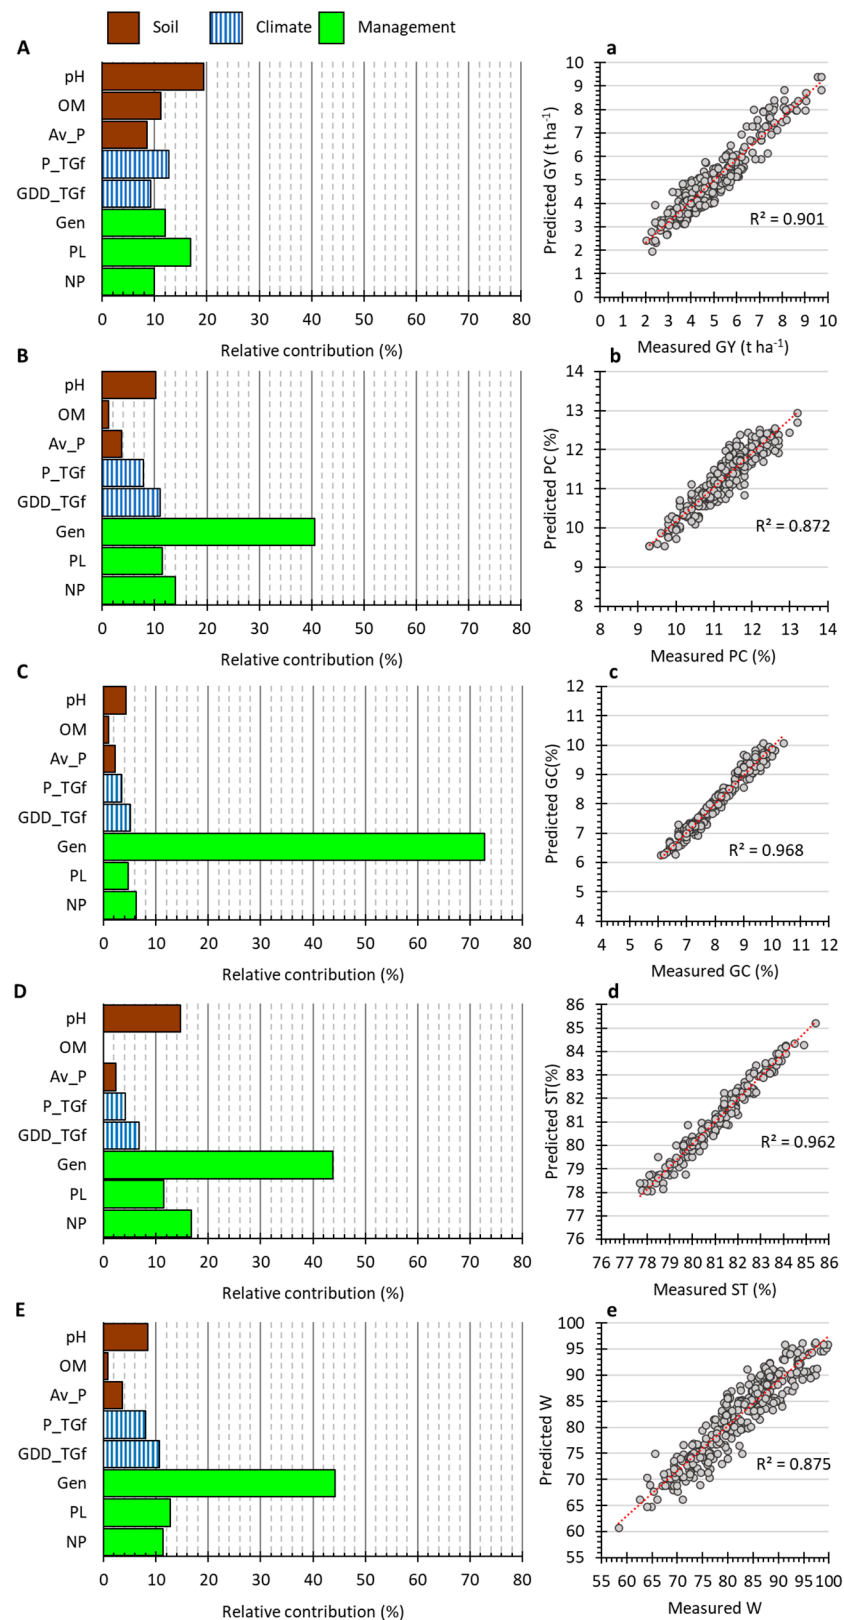 Soil Climate Management
A
pH
OM
Av_P
P_TGf
GDD_TGf
Gen
PL
NP
0 10 20 30 40 50 60 70 80
Relative contribution (%)
a
10
9
8
7
6
5
4
3
2
1
0
Predicted GY (t ha⁻¹)
R² = 0.901
0 1 2 3 4 5 6 7 8 9 10
Measured GY (t ha⁻¹)
B
pH
OM
Av_P
P_TGf
GDD_TGf
Gen
PL
NP
0 10 20 30 40 50 60 70 80
Relative contribution (%)
b
14
13
12
11
10
9
8
Predicted PC (%)
R² = 0.872
8 9 10 11 12 13 14
Measured PC (%)
C
pH
OM
Av_P
P_TGf
GDD_TGf
Gen
PL
NP
0 10 20 30 40 50 60 70 80
Relative contribution (%)
c
12
11
10
9
8
7
6
5
4
Predicted GC(%)
R² = 0.968
4 5 6 7 8 9 10 11 12
Measured GC (%)
D
pH
OM
Av_P
P_TGf
GDD_TGf
Gen
PL
NP
0 10 20 30 40 50 60 70 80
Relative contribution (%)
d
86
85
84
83
82
81
80
79
78
77
76
Predicted ST(%)
R² = 0.962
76 77 78 79 80 81 82 83 84 85 86
Measured ST (%)
E
pH
OM
Av_P
P_TGf
GDD_TGf
Gen
PL
NP
0 10 20 30 40 50 60 70 80
Relative contribution (%)
e
100
95
90
85
80
75
70
65
60
55
Predicted W
R² = 0.875
55 60 65 70 75 80 85 90 95 100
Measured W